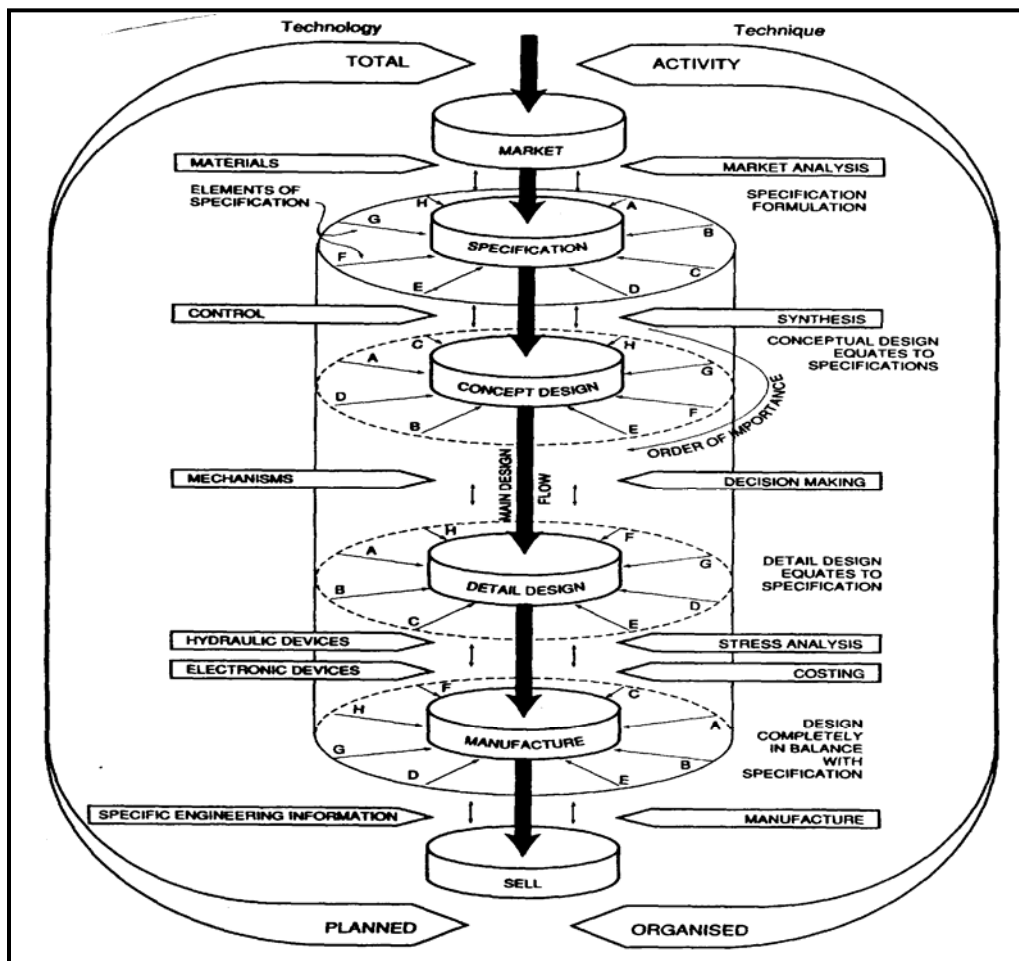 Technology
Technique
TOTAL
ACTIVITY
MARKET
MATERIALS
MARKET ANALYSIS
ELEMENTS OF
SPECIFICATION
SPECIFICATION
FORMULATION
H
A
G
B
SPECIFICATION
F
C
E
D
CONTROL
SYNTHESIS
CONCEPTUAL DESIGN
EQUATES TO
SPECIFICATIONS
C
H
A
G
CONCEPT DESIGN
D
F
B
E
ORDER OF IMPORTANCE
MAIN DESIGN
FLOW
MECHANISMS
DECISION MAKING
H
F
A
G
DETAIL DESIGN
DETAIL DESIGN
EQUATES TO
SPECIFICATION
B
D
C
E
HYDRAULIC DEVICES
STRESS ANALYSIS
ELECTRONIC DEVICES
COSTING
F
C
H
A
MANUFACTURE
G
B
D
E
DESIGN
COMPLETELY
IN BALANCE
WITH
SPECIFICATION
SPECIFIC ENGINEERING INFORMATION
MANUFACTURE
SELL
PLANNED
ORGANISED